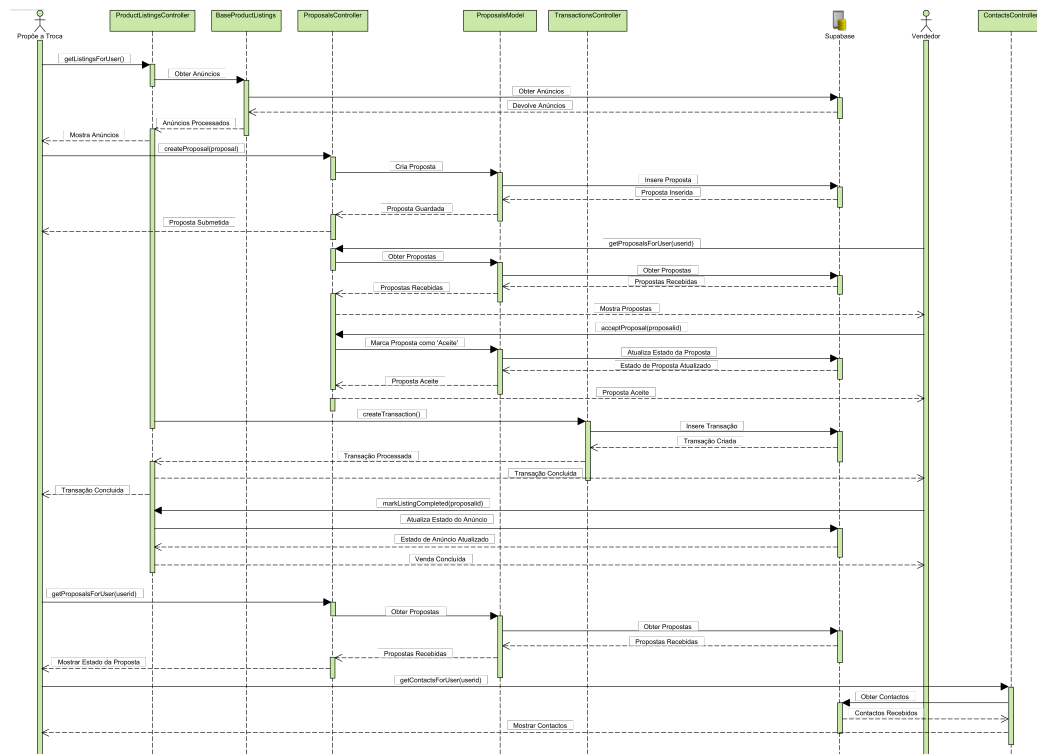 ProductListingsController
BaseProductListings
ProposalsController
ProposalsModel
TransactionsController
ContactsController
Propõe a Troca
Supabase
Vendedor
getListingsForUser()
Obter Anúncios
Obter Anúncios
Devolve Anúncios
Anúncios Processados
Mostra Anúncios
createProposal(proposal)
Cria Proposta
Insere Proposta
Proposta Inserida
Proposta Guardada
Proposta Submetida
getProposalsForUser(userid)
Obter Propostas
Obter Propostas
Propostas Recebidas
Propostas Recebidas
Mostra Propostas
acceptProposal(proposalid)
Marca Proposta como 'Aceite'
Atualiza Estado da Proposta
Estado de Proposta Atualizado
Proposta Aceite
Proposta Aceite
createTransaction()
Insere Transação
Transação Criada
Transação Processada
Transação Concluida
Transação Concluida
markListingCompleted(proposalid)
Atualiza Estado do Anúncio
Estado de Anúncio Atualizado
Venda Concluída
getProposalsForUser(userid)
Obter Propostas
Obter Propostas
Propostas Recebidas
Propostas Recebidas
Mostrar Estado da Proposta
getContactsForUser(userid)
Obter Contactos
Contactos Recebidos
Mostrar Contactos